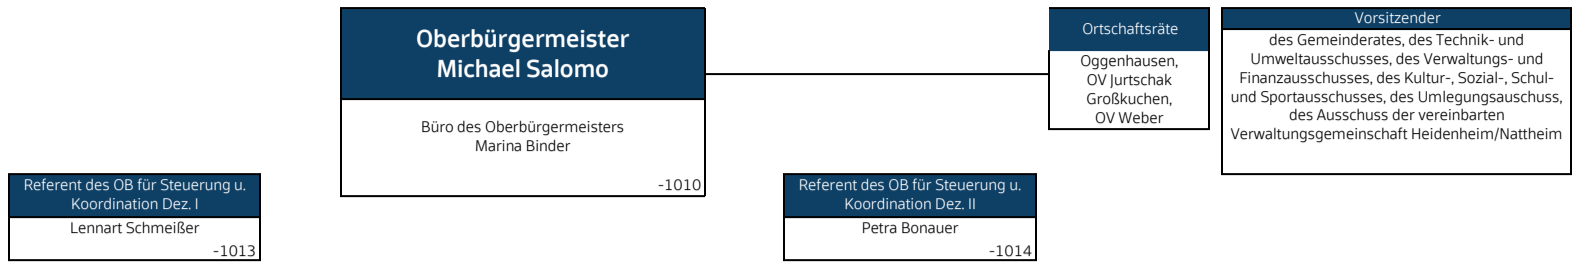 Oberbürgermeister
Michael Salomo
Büro des Oberbürgermeisters
Marina Binder
-1010
Ortschaftsräte
Oggenhausen,
OV Jurtschak
Großkuchen,
OV Weber
Vorsitzender
des Gemeinderates, des Technik- und
Umweltausschusses, des Verwaltungs- und
Finanzausschusses, des Kultur-, Sozial-, Schul-
und Sportausschusses, des Umlegungsauschuss,
des Ausschuss der vereinbarten
Verwaltungsgemeinschaft Heidenheim/Nattheim
Referent des OB für Steuerung u.
Koordination Dez. I
Lennart Schmeißer
-1013
Referent des OB für Steuerung u.
Koordination Dez. II
Petra Bonauer
-1014